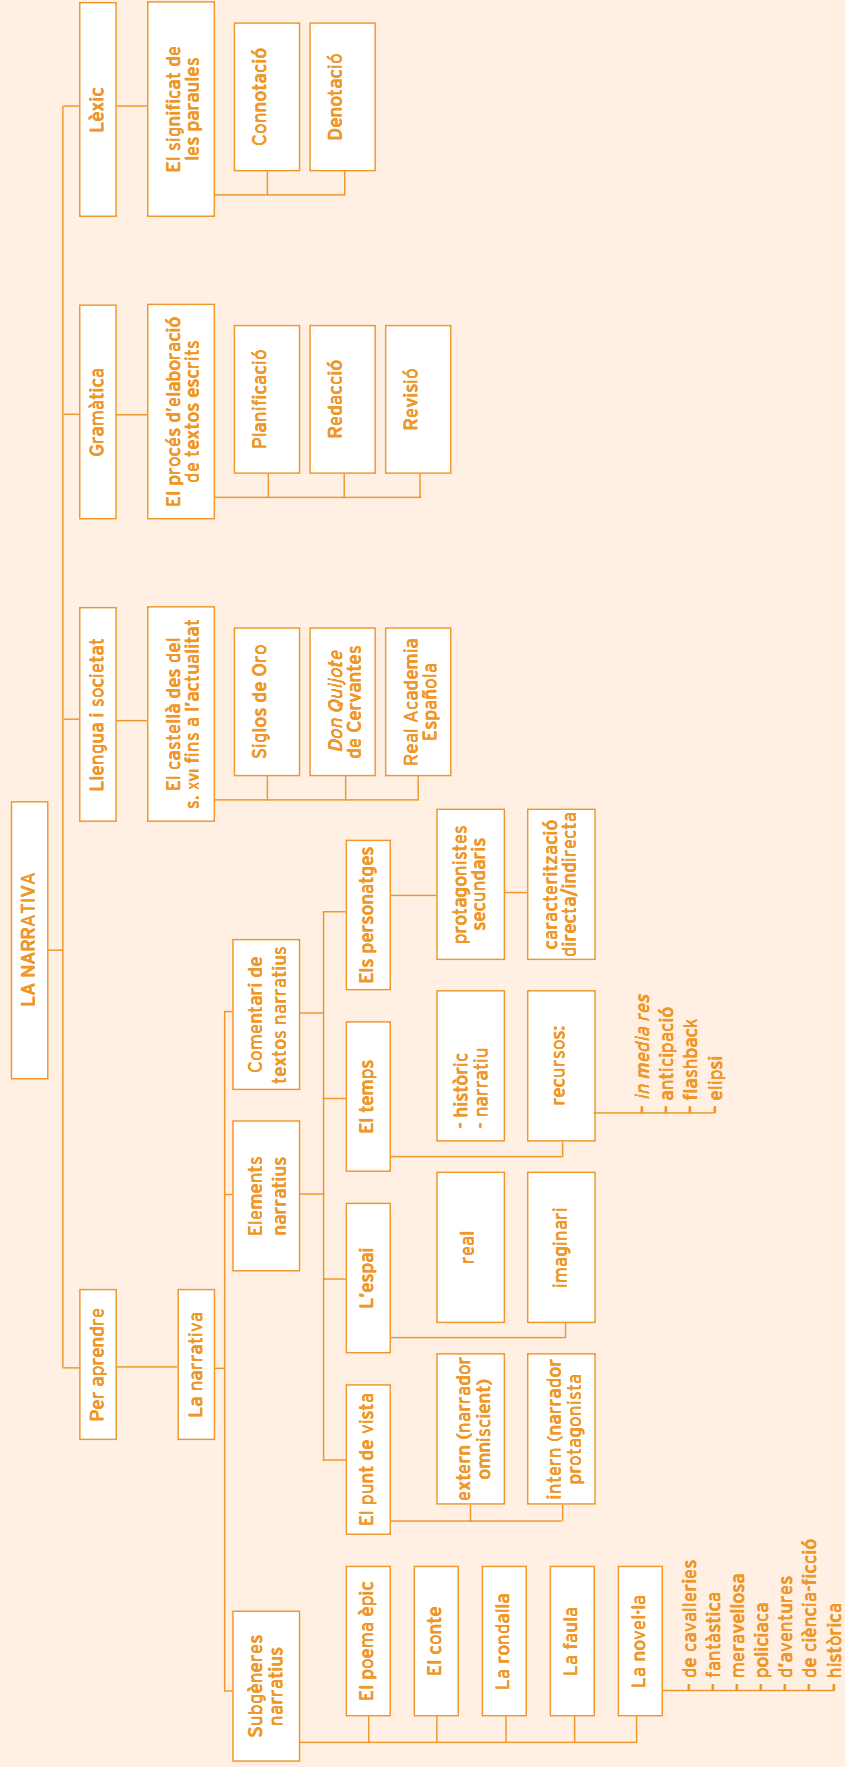 LA NARRATIVA
Per aprendre
La narrativa
Subgèneres
narratius
El poema èpic
El conte
La rondalla
La faula
La novel·la
de cavalleries
fantàstica
meravellosa
policiaca
d'aventures
de ciència-ficció
històrica
Elements
narratius
Comentari de
textos narratius
El punt de vista
extern (narrador
omniscient)
intern (narrador
protagonista
L'espai
real
imaginari
El temps
- històric
- narratiu
recursos:
in media res
anticipació
flashback
elipsi
Els personatges
protagonistes
secundaris
caracterització
directa/indirecta
Llengua i societat
El castellà des del
s. XVI fins a l'actualitat
Siglos de Oro
Don Quijote
de Cervantes
Real Academia
Española
Gramàtica
El procés d'elaboració
de textos escrits
Planificació
Redacció
Revisió
Lèxic
El significat de
les paraules
Connotació
Denotació